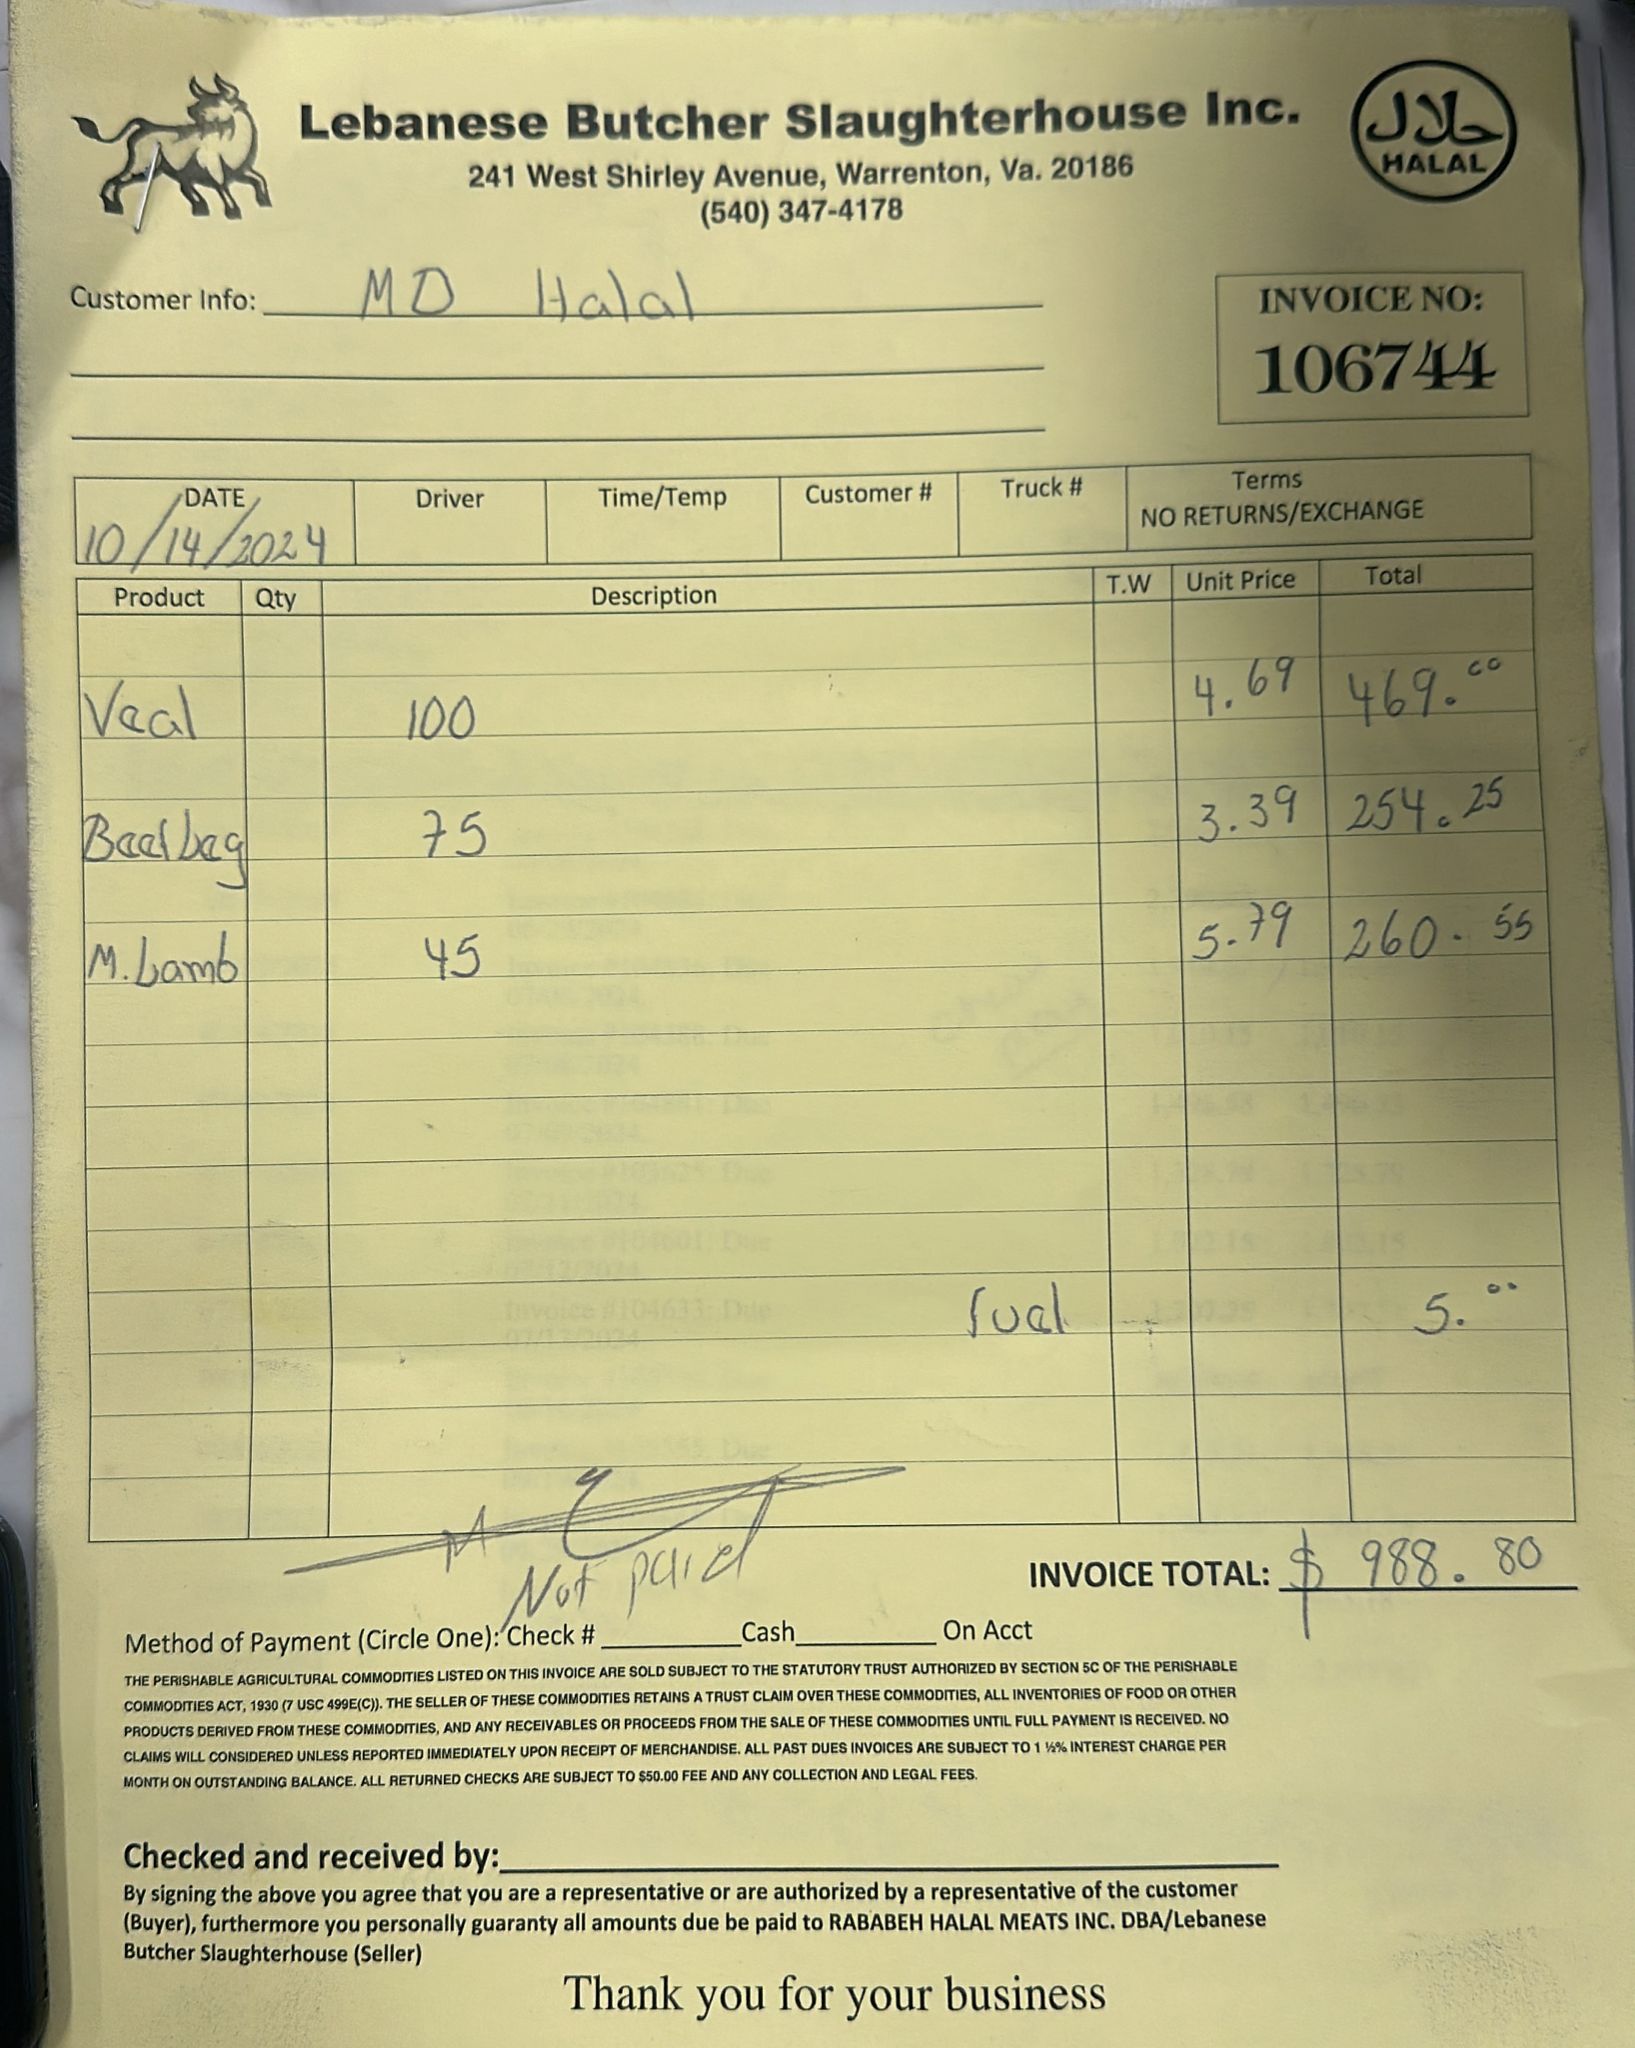 Lebanese Butcher Slaughterhouse Inc.
241 West Shirley Avenue, Warrenton, Va. 20186
(540) 347-4178
حلال
HALAL
Customer Info: MD Halal
INVOICE NO:
106744
DATE Driver Time/Temp Customer # Truck # Terms
10/14/2024 NO RETURNS/EXCHANGE
Product Qty Description T.W Unit Price Total
Veal 100 4.69 469.00
75 3.39 254.25
M. Lamb 45 5.79 260.55
fuel 5.00
Not paid
INVOICE TOTAL: $ 988.80
Method of Payment (Circle One): Check # Cash On Acct
THE PERISHABLE AGRICULTURAL COMMODITIES LISTED ON THIS INVOICE ARE SOLD SUBJECT TO THE STATUTORY TRUST AUTHORIZED BY SECTION 5C OF THE PERISHABLE
COMMODITIES ACT, 1930 (7 USC 499E(C)). THE SELLER OF THESE COMMODITIES RETAINS A TRUST CLAIM OVER THESE COMMODITIES, ALL INVENTORIES OF FOOD OR OTHER
PRODUCTS DERIVED FROM THESE COMMODITIES, AND ANY RECEIVABLES OR PROCEEDS FROM THE SALE OF THESE COMMODITIES UNTIL FULL PAYMENT IS RECEIVED. NO
CLAIMS WILL CONSIDERED UNLESS REPORTED IMMEDIATELY UPON RECEIPT OF MERCHANDISE. ALL PAST DUES INVOICES ARE SUBJECT TO 1 ½% INTEREST CHARGE PER
MONTH ON OUTSTANDING BALANCE. ALL RETURNED CHECKS ARE SUBJECT TO $50.00 FEE AND ANY COLLECTION AND LEGAL FEES.
Checked and received by:
By signing the above you agree that you are a representative or are authorized by a representative of the customer
(Buyer), furthermore you personally guaranty all amounts due be paid to RABABEH HALAL MEATS INC. DBA/Lebanese
Butcher Slaughterhouse (Seller)
Thank you for your business